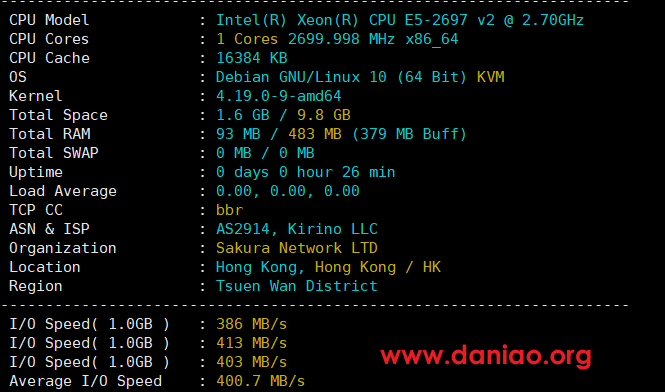 CPU Model : Intel(R) Xeon(R) CPU E5-2697 v2 @ 2.70GHz
CPU Cores : 1 Cores 2699.998 MHz x86_64
CPU Cache : 16384 KB
OS : Debian GNU/Linux 10 (64 Bit) KVM
Kernel : 4.19.0-9-amd64
Total Space : 1.6 GB / 9.8 GB
Total RAM : 93 MB / 483 MB (379 MB Buff)
Total SWAP : 0 MB / 0 MB
Uptime : 0 days 0 hour 26 min
Load Average : 0.00, 0.00, 0.00
TCP CC : bbr
ASN & ISP : AS2914, Kirino LLC
Organization : Sakura Network LTD
Location : Hong Kong, Hong Kong / HK
Region : Tsuen Wan District
I/O Speed( 1.0GB ) : 386 MB/s
I/O Speed( 1.0GB ) : 413 MB/s
I/O Speed( 1.0GB ) : 403 MB/s
Average I/O Speed : 400.7 MB/s
www.daniao.org